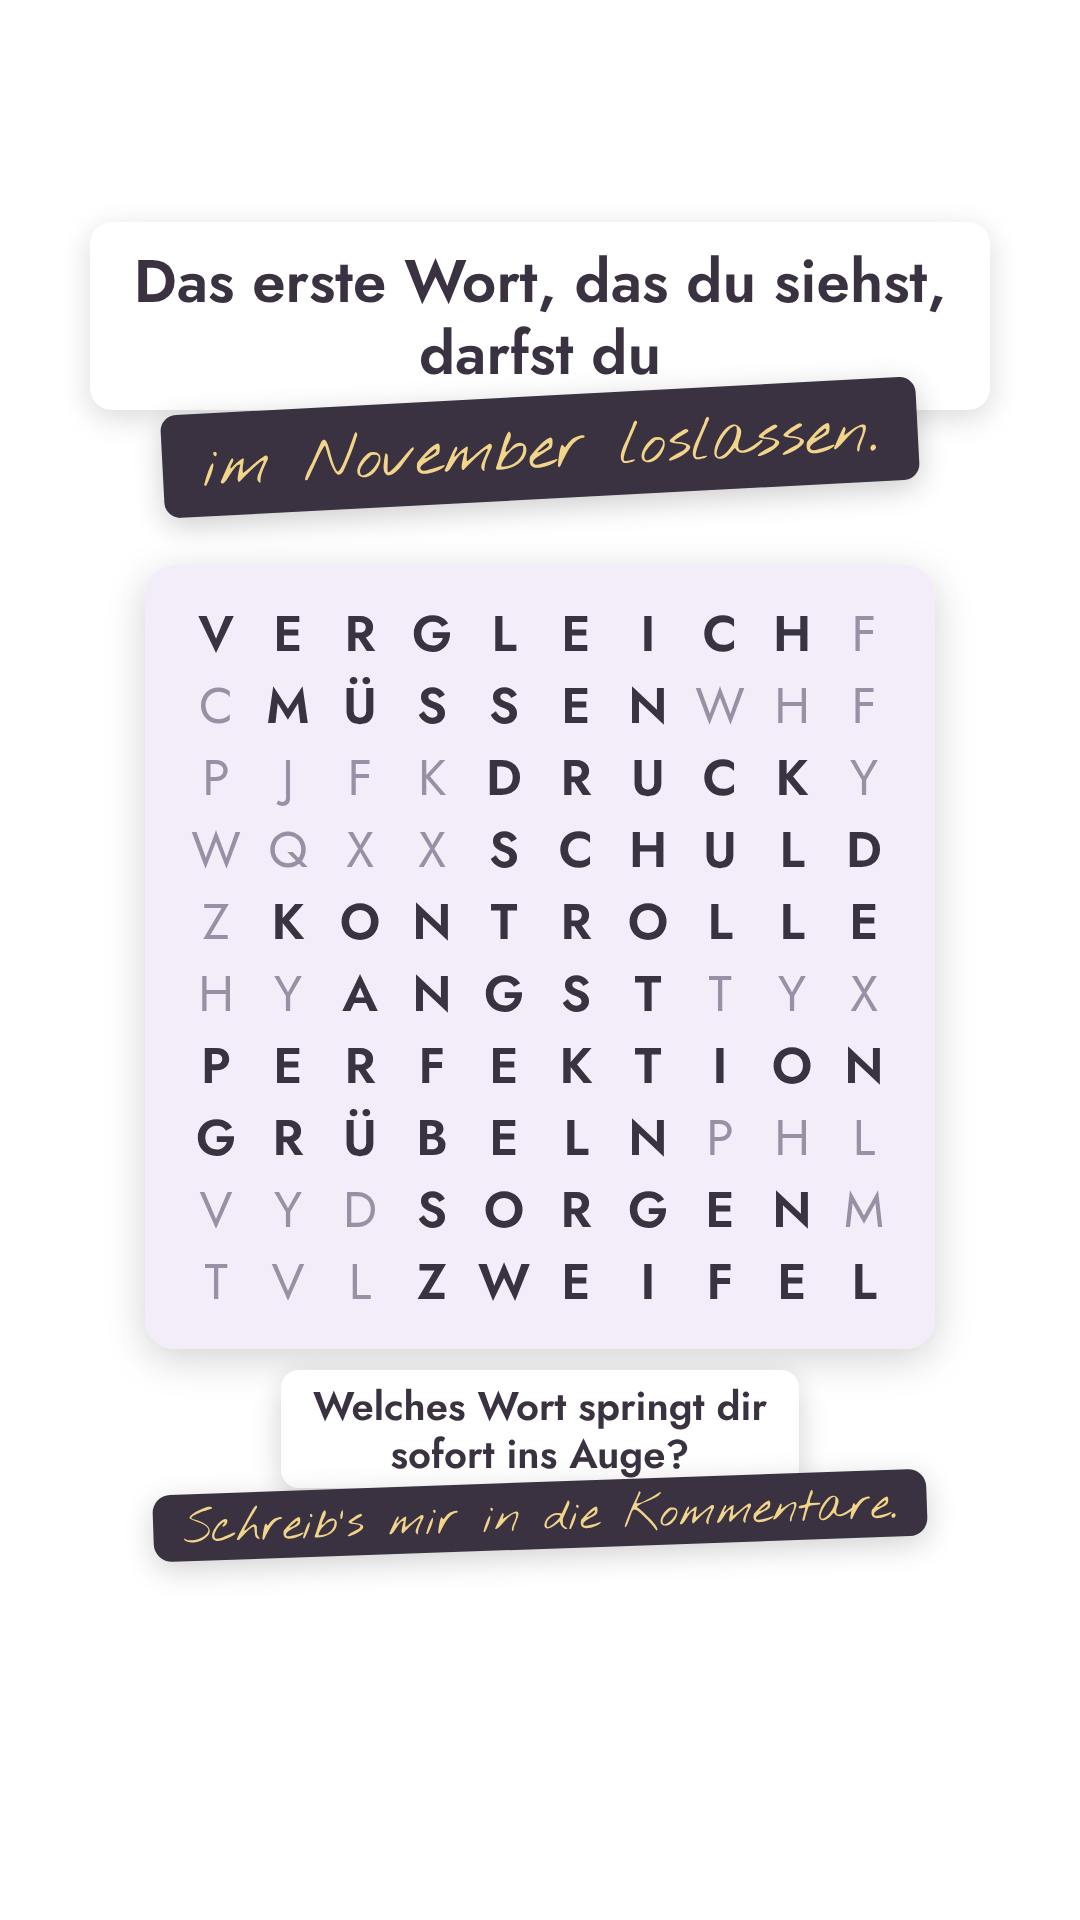 Das erste Wort, das du siehst,
darfst du
im November loslassen.
V E R G L E I C H F
C M Ü S S E N W H F
P J F K D R U C K Y
W Q X X S C H U L D
Z K O N T R O L L E
H Y A N G S T T Y X
P E R F E K T I O N
G R Ü B E L N P H L
V Y D S O R G E N M
T V L Z W E I F E L
Welches Wort springt dir
sofort ins Auge?
Schreib's mir in die Kommentare.